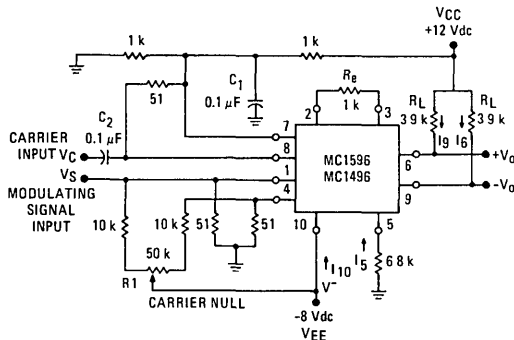 1 k
1 k
VCC
+12 Vdc
51
C1
0.1 μF
Re
1 k
RL
3 9 k
RL
3 9 k
C2
0.1 μF
2
3
I9
I6
CARRIER
INPUT VC
7
8
MC1596
MC1496
6
+Vo
VS
MODULATING
SIGNAL
INPUT
1
4
9
-Vo
10 k
10 k
51
51
10
5
50 k
R1
I10
I5
6 8 k
CARRIER NULL
V-
-8 Vdc
VEE